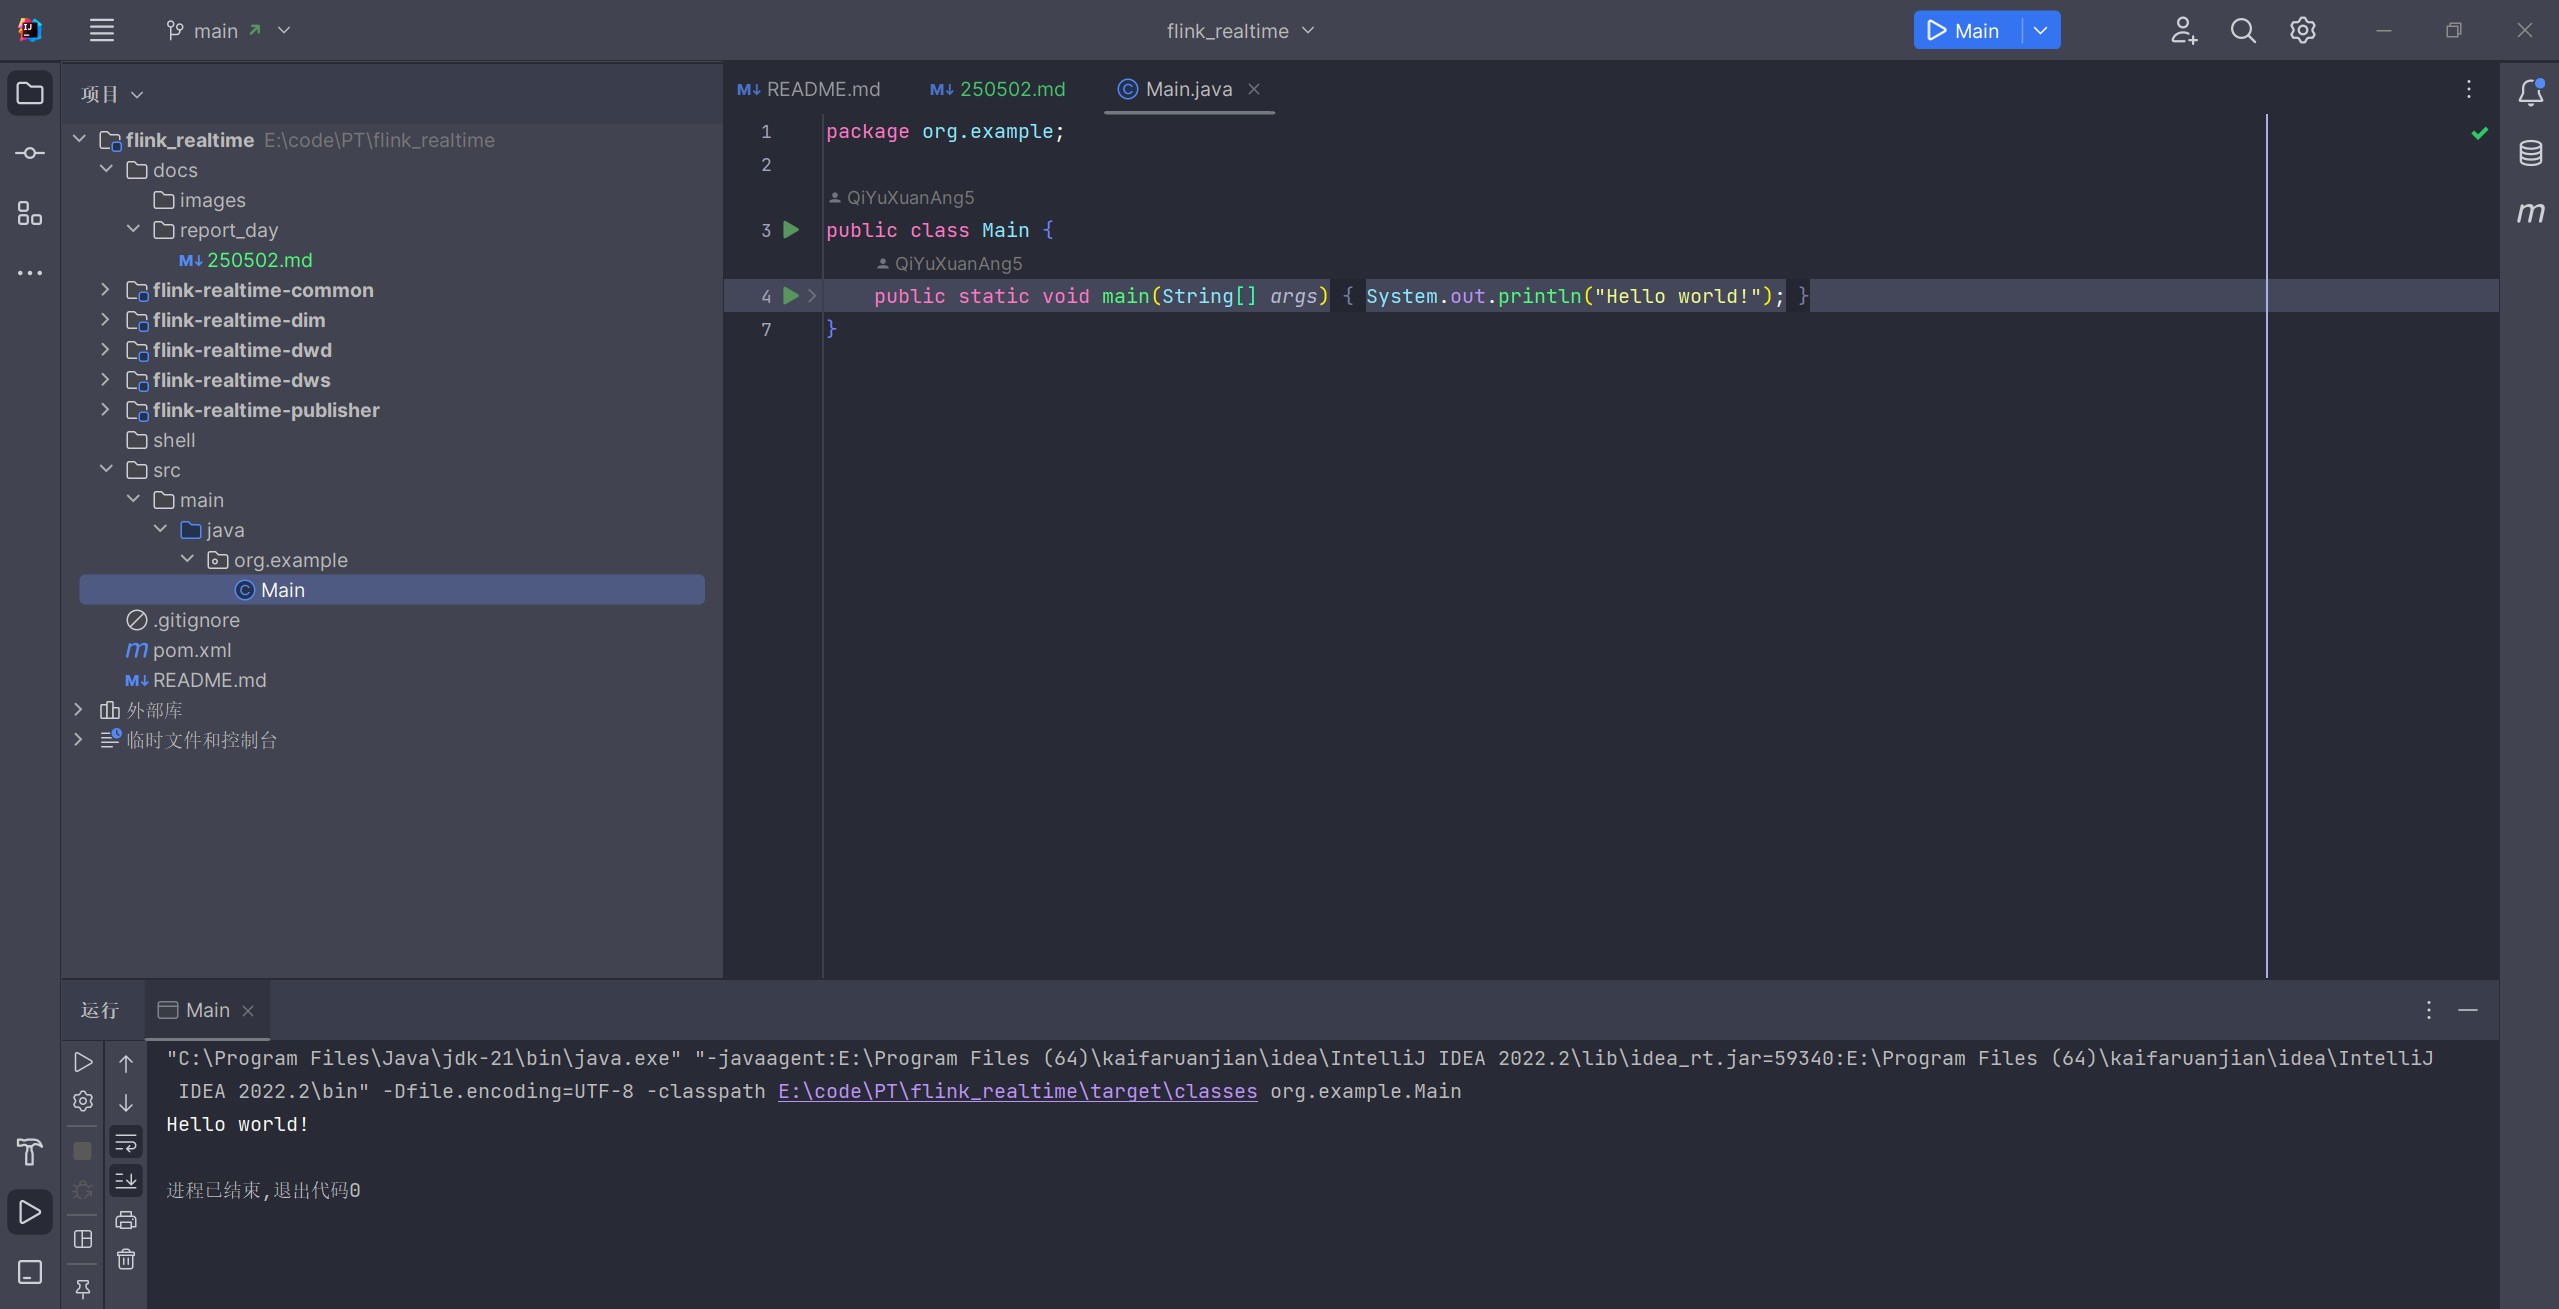 main
flink_realtime
Main
项目
flink_realtime E:\code\PT\flink_realtime
docs
images
report_day
250502.md
flink-realtime-common
flink-realtime-dim
flink-realtime-dwd
flink-realtime-dws
flink-realtime-publisher
shell
src
main
java
org.example
Main
.gitignore
pom.xml
README.md
外部库
临时文件和控制台
README.md 250502.md Main.java
1 package org.example;
2
QiYuXuanAng5
3 public class Main {
QiYuXuanAng5
4 public static void main(String[] args) { System.out.println("Hello world!"); }
7 }
运行 Main
"C:\Program Files\Java\jdk-21\bin\java.exe" "-javaagent:E:\Program Files (64)\kaifaruanjian\idea\IntelliJ IDEA 2022.2\lib\idea_rt.jar=59340:E:\Program Files (64)\kaifaruanjian\idea\IntelliJ
IDEA 2022.2\bin" -Dfile.encoding=UTF-8 -classpath E:\code\PT\flink_realtime\target\classes org.example.Main
Hello world!
进程已结束,退出代码0